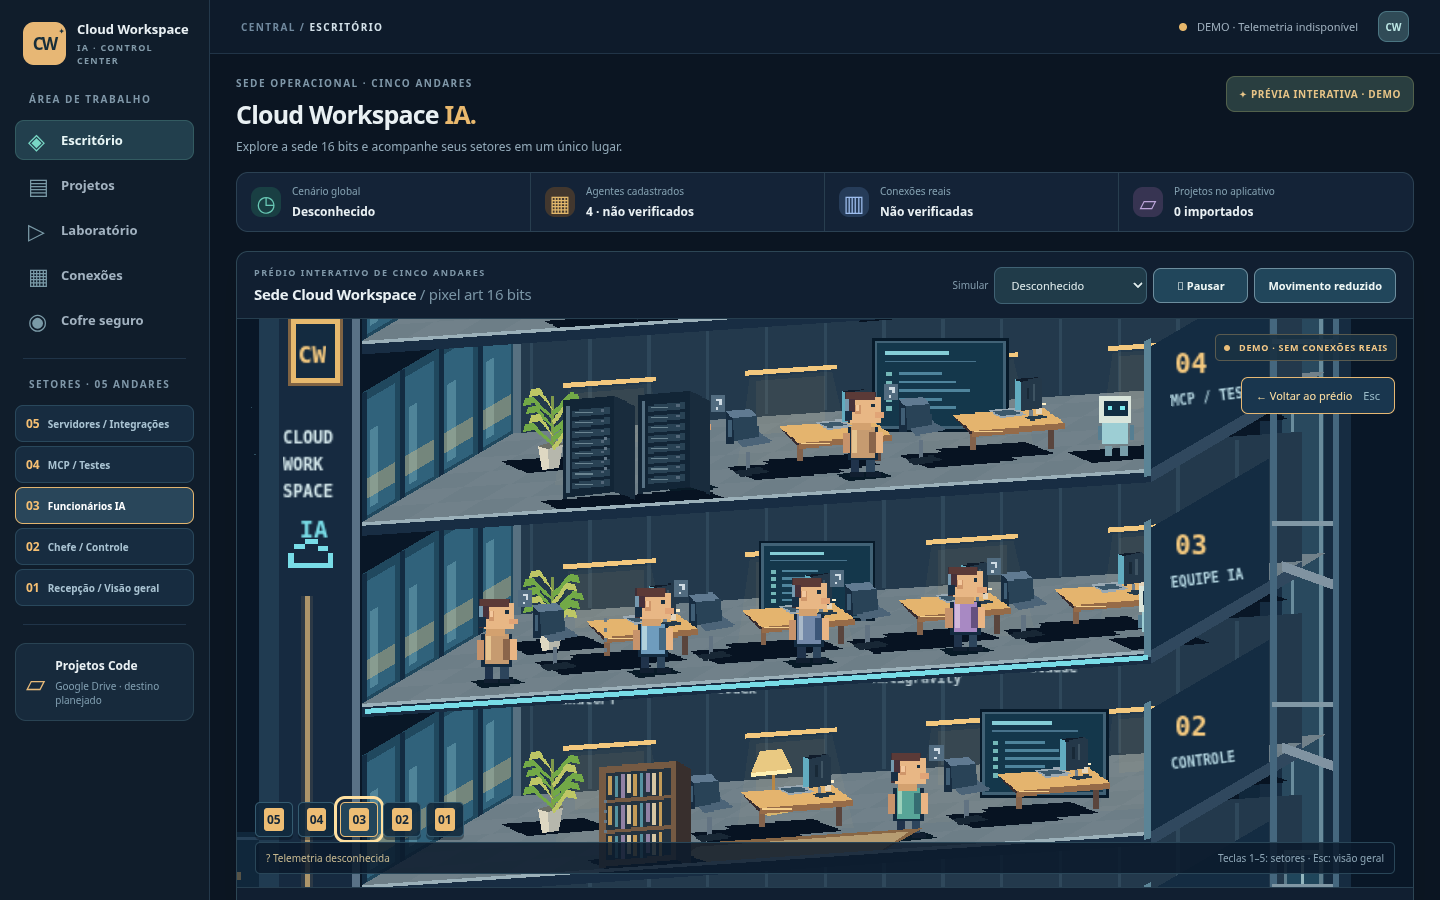 CW
Cloud Workspace
IA · CONTROL
CENTER
ÁREA DE TRABALHO
Escritório
Projetos
Laboratório
Conexões
Cofre seguro
SETORES · 05 ANDARES
05 Servidores / Integrações
04 MCP / Testes
03 Funcionários IA
02 Chefe / Controle
01 Recepção / Visão geral
Projetos Code
Google Drive · destino
planejado
CENTRAL / ESCRITÓRIO
DEMO · Telemetria indisponível
CW
SEDE OPERACIONAL · CINCO ANDARES
Cloud Workspace IA.
Explore a sede 16 bits e acompanhe seus setores em um único lugar.
PRÉVIA INTERATIVA · DEMO
Cenário global
Desconhecido
Agentes cadastrados
4 · não verificados
Conexões reais
Não verificadas
Projetos no aplicativo
0 importados
PRÉDIO INTERATIVO DE CINCO ANDARES
Sede Cloud Workspace / pixel art 16 bits
Simular
Desconhecido
Pausar
Movimento reduzido
CW
CLOUD
WORK
SPACE
IA
DEMO · SEM CONEXÕES REAIS
← Voltar ao prédio Esc
04
MCP / TES
03
EQUIPE IA
02
CONTROLE
05
04
03
02
01
? Telemetria desconhecida
Teclas 1–5: setores · Esc: visão geral